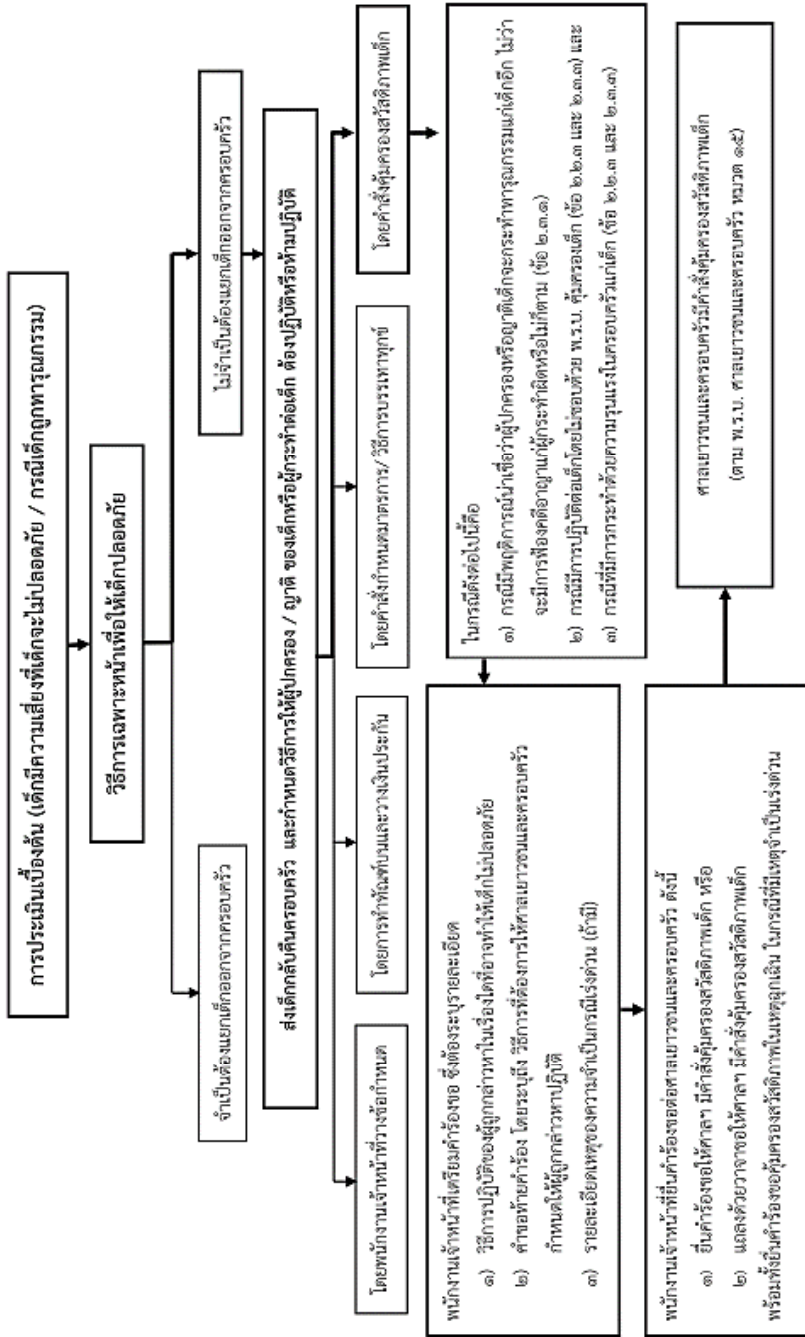 การประเมินเบื้องต้น (เด็กมีความเสี่ยงที่เด็กจะไม่ปลอดภัย / กรณีเด็กถูกทารุณกรรม)
วิธีการเฉพาะหน้าเพื่อให้เด็กปลอดภัย
จำเป็นต้องแยกเด็กออกจากครอบครัว
ไม่จำเป็นต้องแยกเด็กออกจากครอบครัว
ส่งเด็กกลับคืนครอบครัว และกำหนดวิธีการให้ผู้ปกครอง / ญาติ ของเด็กหรือผู้กระทำต่อเด็ก ต้องปฏิบัติหรือห้ามปฏิบัติ
โดยพนักงานเจ้าหน้าที่วางข้อกำหนด
โดยการทำทัณฑ์บนและวางเงินประกัน
โดยคำสั่งกำหนดมาตรการ/ วิธีการบรรเทาทุกข์
โดยคำสั่งคุ้มครองสวัสดิภาพเด็ก
ในกรณีดังต่อไปนี้คือ
๑) กรณีมีพฤติการณ์น่าเชื่อว่าผู้ปกครองหรือญาติเด็กจะกระทำทารุณกรรมแก่เด็กอีก ไม่ว่า
จะมีการฟ้องคดีอาญาแก่ผู้กระทำผิดหรือไม่ก็ตาม (ข้อ ๒.๓.๑)
๒) กรณีมีการปฏิบัติต่อเด็กโดยไม่ชอบด้วย พ.ร.บ. คุ้มครองเด็ก (ข้อ ๒.๒.๓ และ ๒.๓.๓) และ
๓) กรณีที่มีการกระทำด้วยความรุนแรงในครอบครัวแก่เด็ก (ข้อ ๒.๒.๓ และ ๒.๓.๓)
พนักงานเจ้าหน้าที่เตรียมคำร้องขอ ซึ่งต้องระบุรายละเอียด
๑) วิธีการปฏิบัติของผู้ถูกกล่าวหาในเรื่องใดที่อาจทำให้เด็กไม่ปลอดภัย
๒) คำขอท้ายคำร้อง โดยระบุถึง วิธีการที่ต้องการให้ศาลเยาวชนและครอบครัว
กำหนดให้ผู้ถูกกล่าวหาปฏิบัติ
๓) รายละเอียดเหตุของความจำเป็นกรณีเร่งด่วน (ถ้ามี)
พนักงานเจ้าหน้าที่ยื่นคำร้องขอต่อศาลเยาวชนและครอบครัว ดังนี้
๑) ยื่นคำร้องขอให้ศาลฯ มีคำสั่งคุ้มครองสวัสดิภาพเด็ก หรือ
๒) แถลงด้วยวาจาขอให้ศาลฯ มีคำสั่งคุ้มครองสวัสดิภาพเด็ก
พร้อมทั้งยื่นคำร้องขอคุ้มครองสวัสดิภาพในเหตุฉุกเฉิน ในกรณีที่มีเหตุจำเป็นเร่งด่วน
ศาลเยาวชนและครอบครัวมีคำสั่งคุ้มครองสวัสดิภาพเด็ก
(ตาม พ.ร.บ. ศาลเยาวชนและครอบครัว หมวด ๑๕)